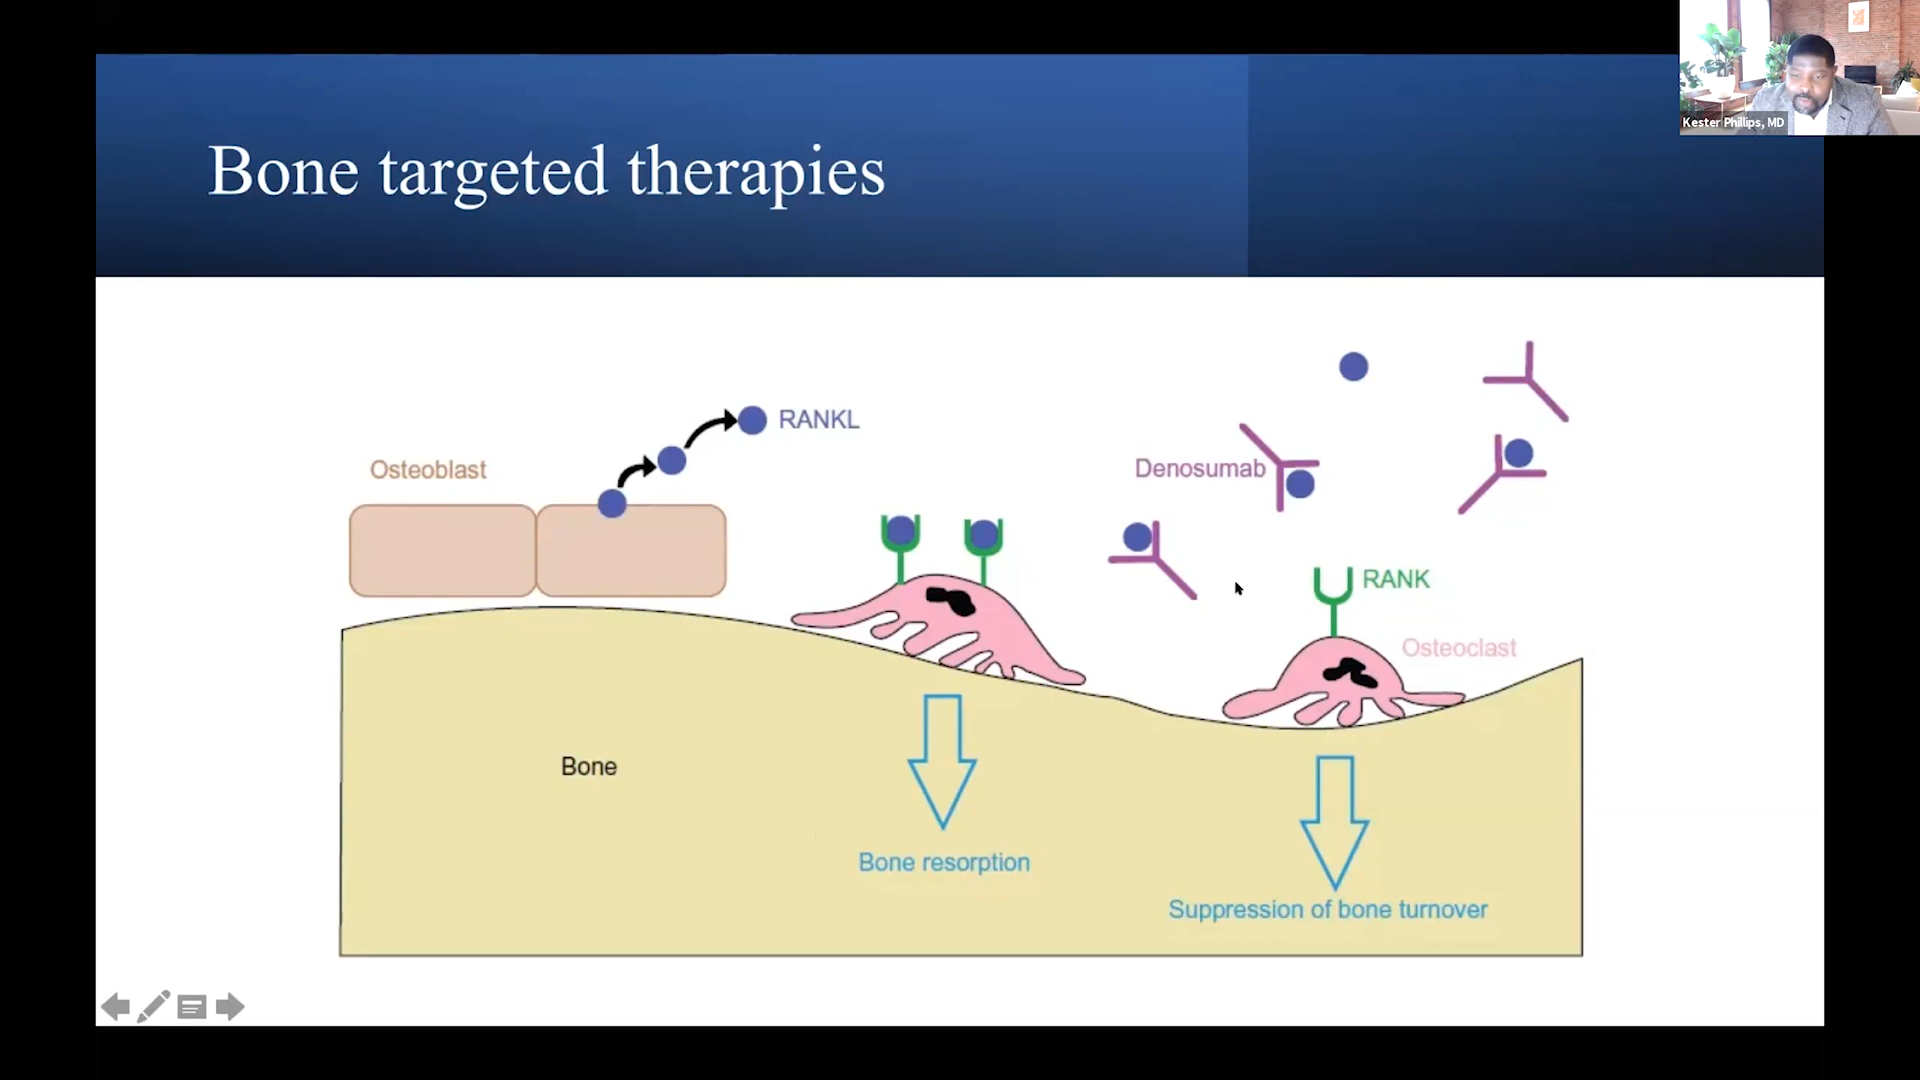 Kester Phillips, MD
Bone targeted therapies
RANKL
Osteoblast
Denosumab
RANK
Osteoclast
Bone
Bone resorption
Suppression of bone turnover